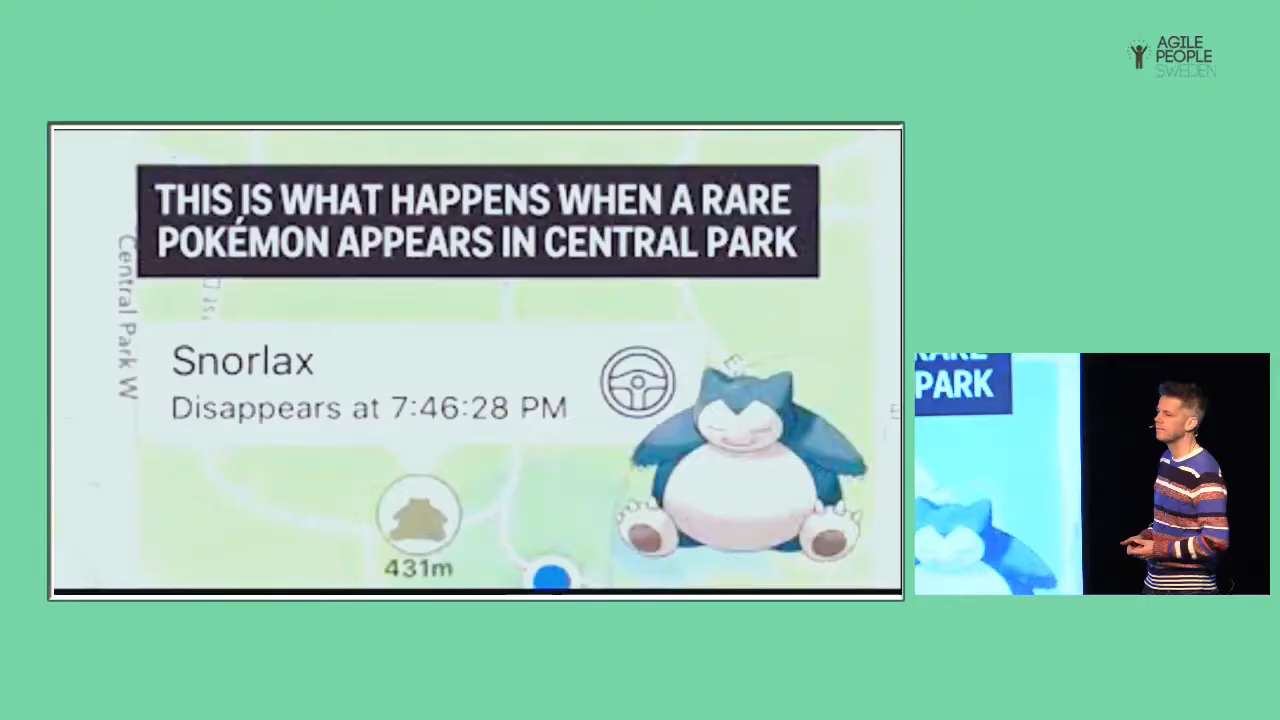 AGILE
PEOPLE
SWEDEN
THIS IS WHAT HAPPENS WHEN A RARE
POKÉMON APPEARS IN CENTRAL PARK
Central Park W
Snorlax
Disappears at 7:46:28 PM
431m
RARE
PARK